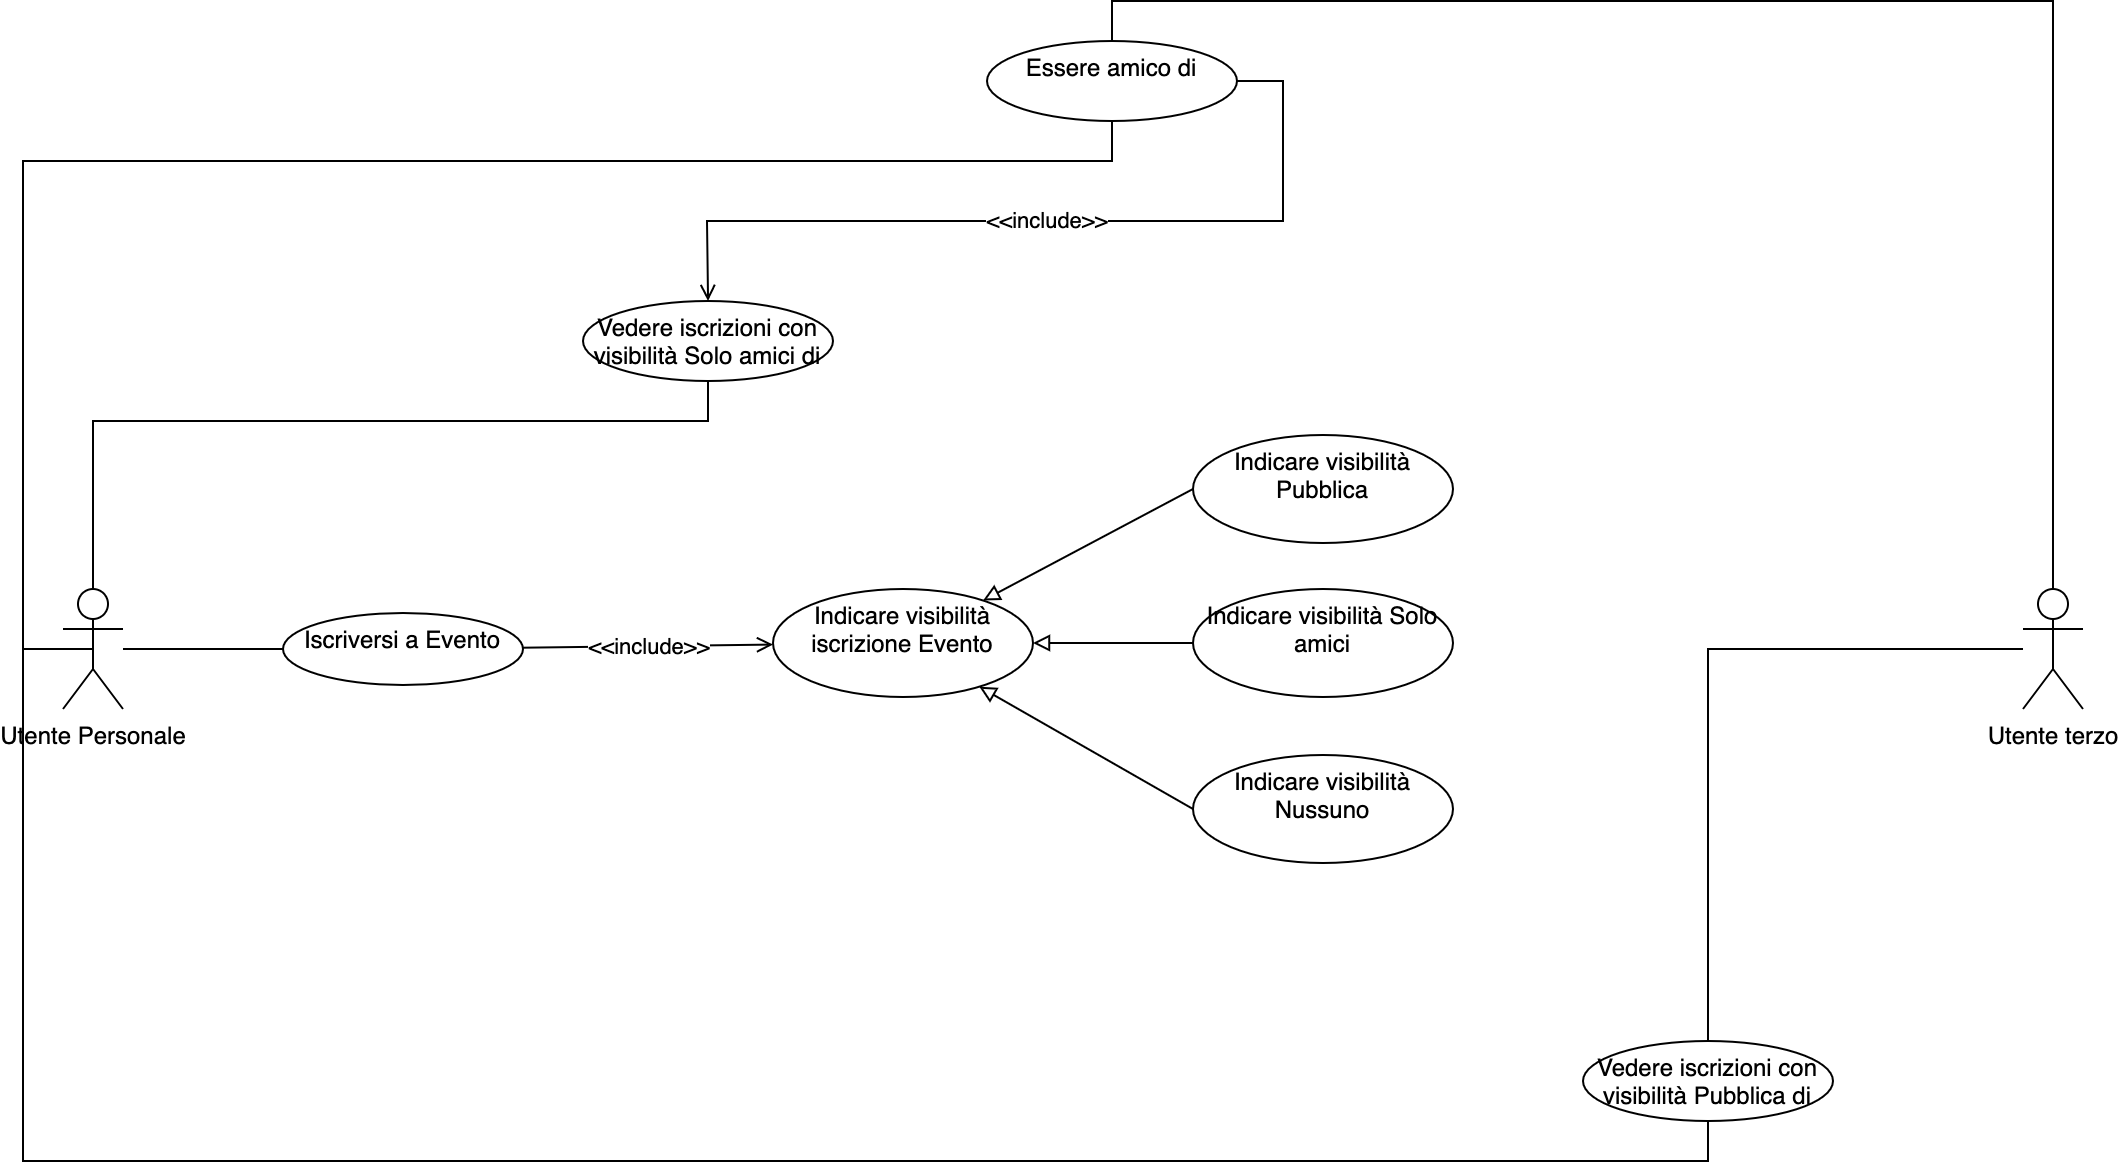 Essere amico di
<<include>>
Vedere iscrizioni con
visibilità Solo amici di
Indicare visibilità
Pubblica
Iscriversi a Evento
<<include>>
Indicare visibilità
iscrizione Evento
Indicare visibilità Solo
amici
Utente Personale
Utente terzo
Indicare visibilità
Nussuno
Vedere iscrizioni con
visibilità Pubblica di